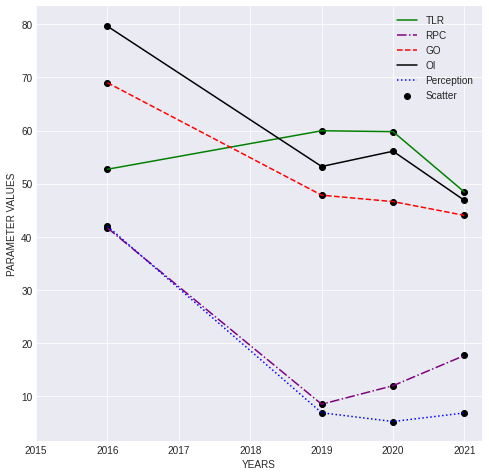 TLR
RPC
GO
OI
Perception
Scatter
PARAMETER VALUES
80
70
60
50
40
30
20
10
2015 2016 2017 2018 2019 2020 2021
YEARS